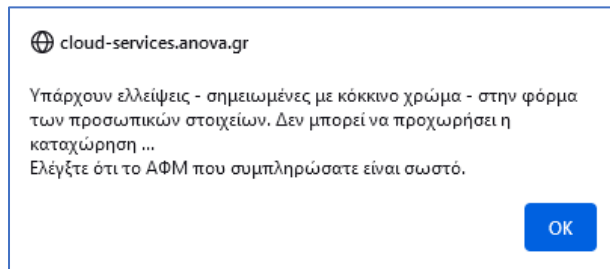 cloud-services.anova.gr
Υπάρχουν ελλείψεις - σημειωμένες με κόκκινο χρώμα - στην φόρμα
των προσωπικών στοιχείων. Δεν μπορεί να προχωρήσει η
καταχώρηση ...
Ελέγξτε ότι το ΑΦΜ που συμπληρώσατε είναι σωστό.
OK